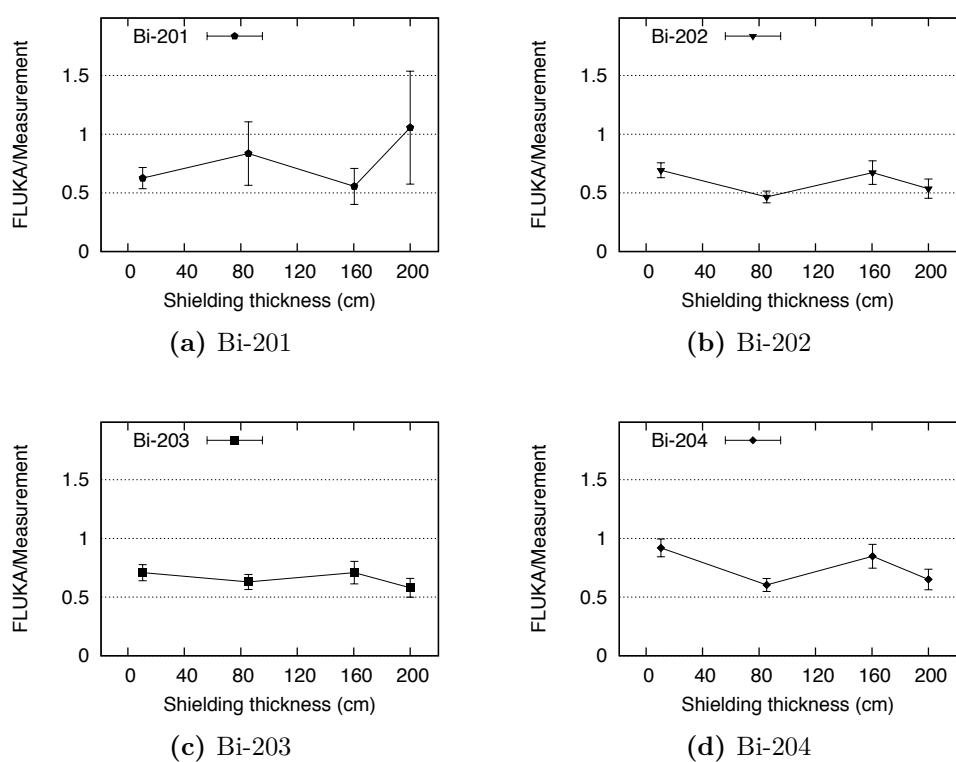 Bi-201
FLUKA/Measurement
1.5
1
0.5
0
0 40 80 120 160 200
Shielding thickness (cm)
(a) Bi-201
Bi-202
FLUKA/Measurement
1.5
1
0.5
0
0 40 80 120 160 200
Shielding thickness (cm)
(b) Bi-202
Bi-203
FLUKA/Measurement
1.5
1
0.5
0
0 40 80 120 160 200
Shielding thickness (cm)
(c) Bi-203
Bi-204
FLUKA/Measurement
1.5
1
0.5
0
0 40 80 120 160 200
Shielding thickness (cm)
(d) Bi-204